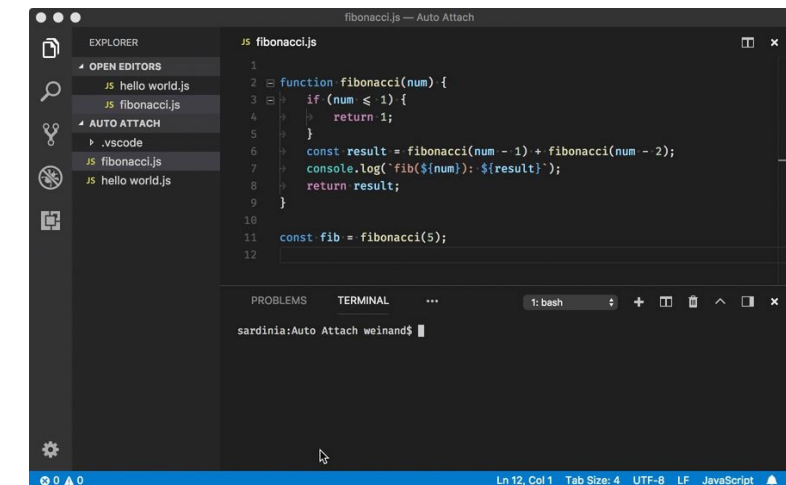 fibonacci.js — Auto Attach
EXPLORER
OPEN EDITORS
JS hello world.js
JS fibonacci.js
AUTO ATTACH
.vscode
JS fibonacci.js
JS hello world.js
JS fibonacci.js
1
2 function fibonacci(num) {
3 if (num ⩽ 1) {
4 return 1;
5 }
6 const result = fibonacci(num - 1) + fibonacci(num - 2);
7 console.log(`fib(${num}): ${result}`);
8 return result;
9 }
10
11 const fib = fibonacci(5);
12
PROBLEMS TERMINAL ••• 1: bash
sardinia:Auto Attach weinand$
0 0 Ln 12, Col 1 Tab Size: 4 UTF-8 LF JavaScript